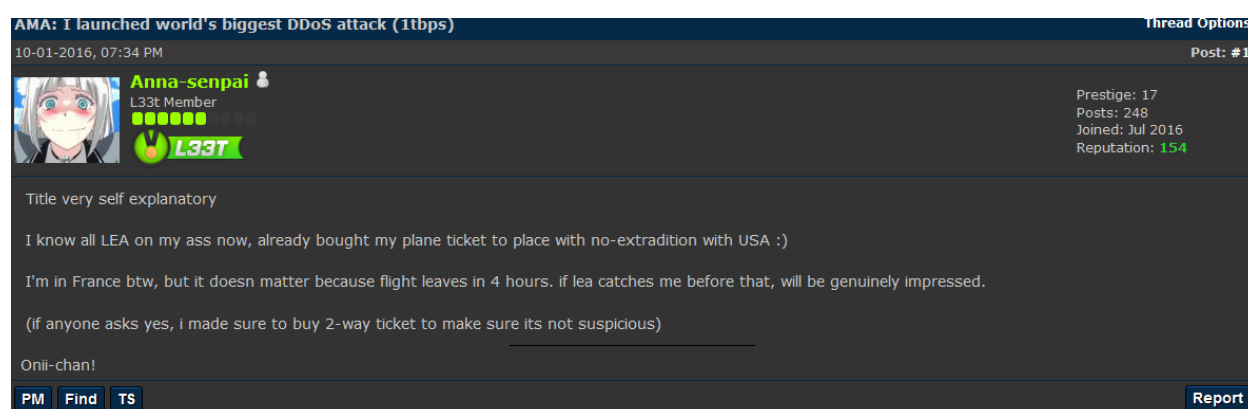 AMA: I launched world's biggest DDoS attack (1tbps)
Thread Options
10-01-2016, 07:34 PM
Post: #1
Anna-senpai
L33t Member
L33T
Prestige: 17
Posts: 248
Joined: Jul 2016
Reputation: 154
Title very self explanatory
I know all LEA on my ass now, already bought my plane ticket to place with no-extradition with USA :)
I'm in France btw, but it doesn matter because flight leaves in 4 hours. if lea catches me before that, will be genuinely impressed.
(if anyone asks yes, i made sure to buy 2-way ticket to make sure its not suspicious)
Onii-chan!
PM Find TS
Report